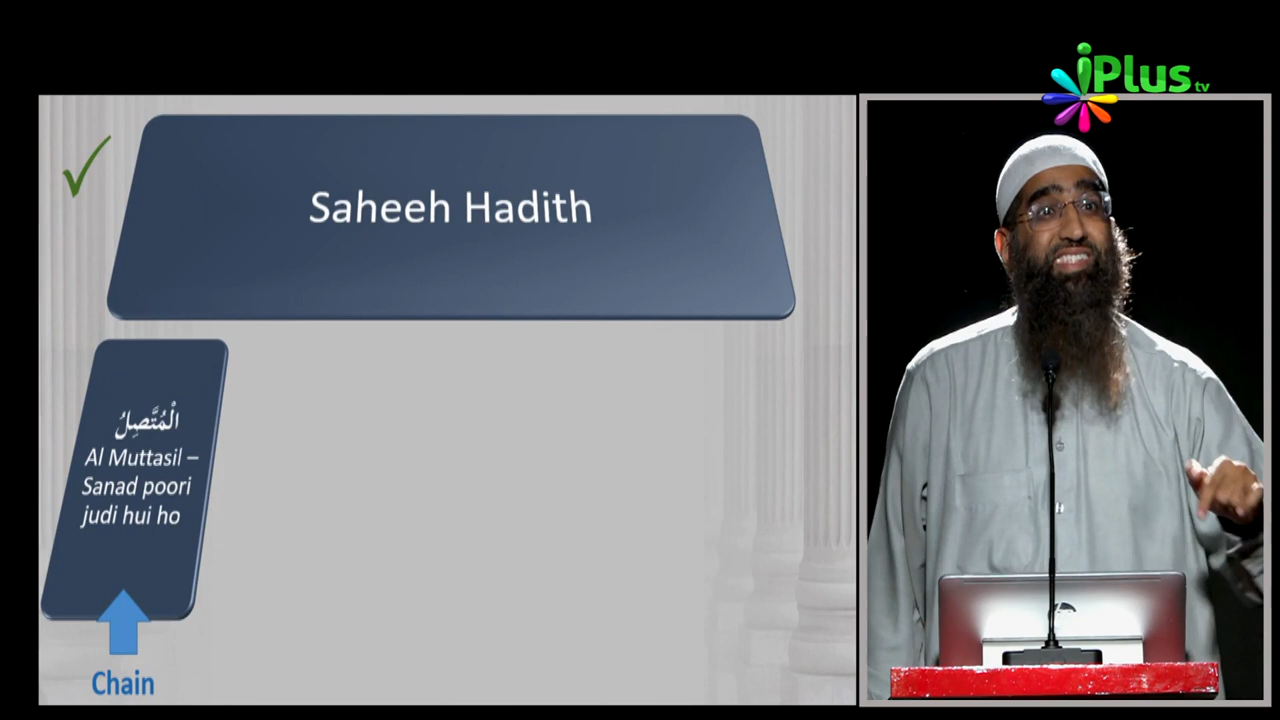 iPlus tv
Saheeh Hadith
الْمُتَّصِلُ
Al Muttasil –
Sanad poori
judi hui ho
Chain